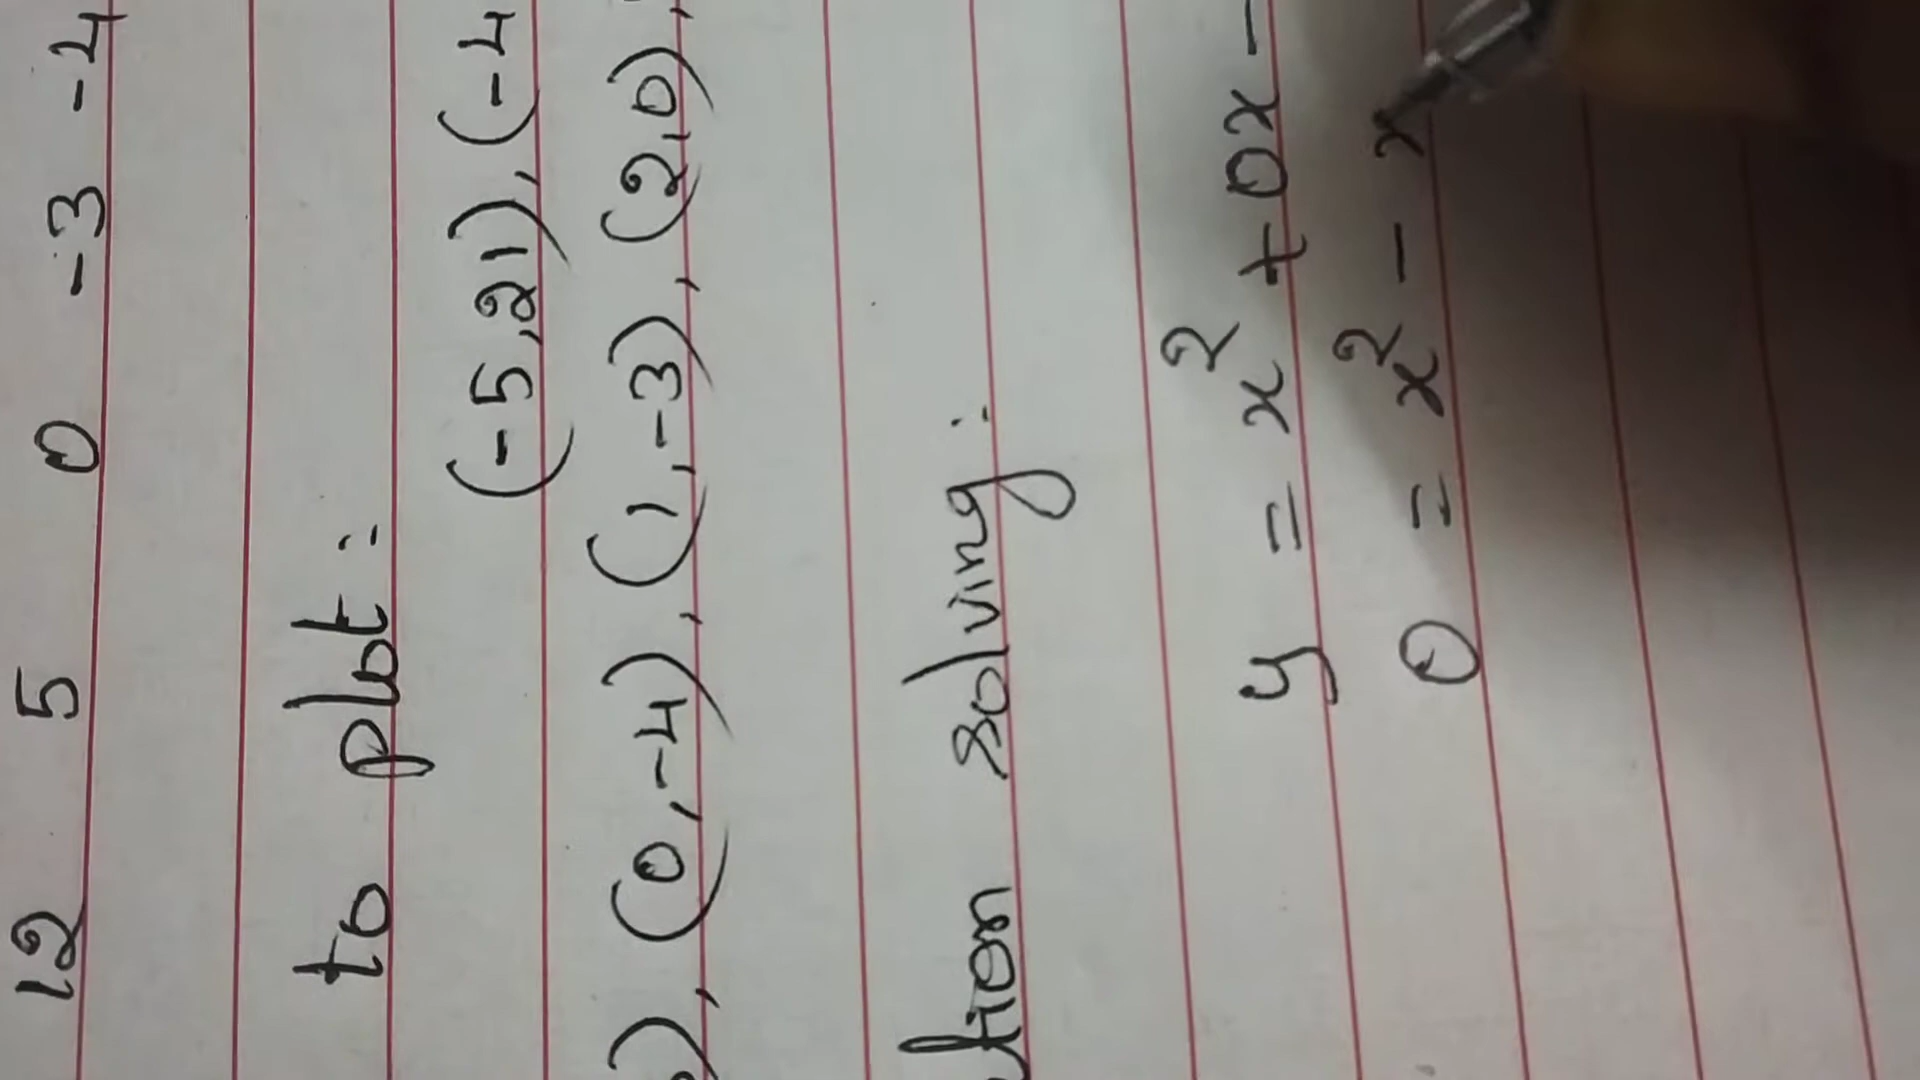 12 5 0 -3 -4
to plot:
(-5,21), (-4
), (0,-4), (1,-3), (2,0),
solving:
y = x² + 0x -
0 = x² - x